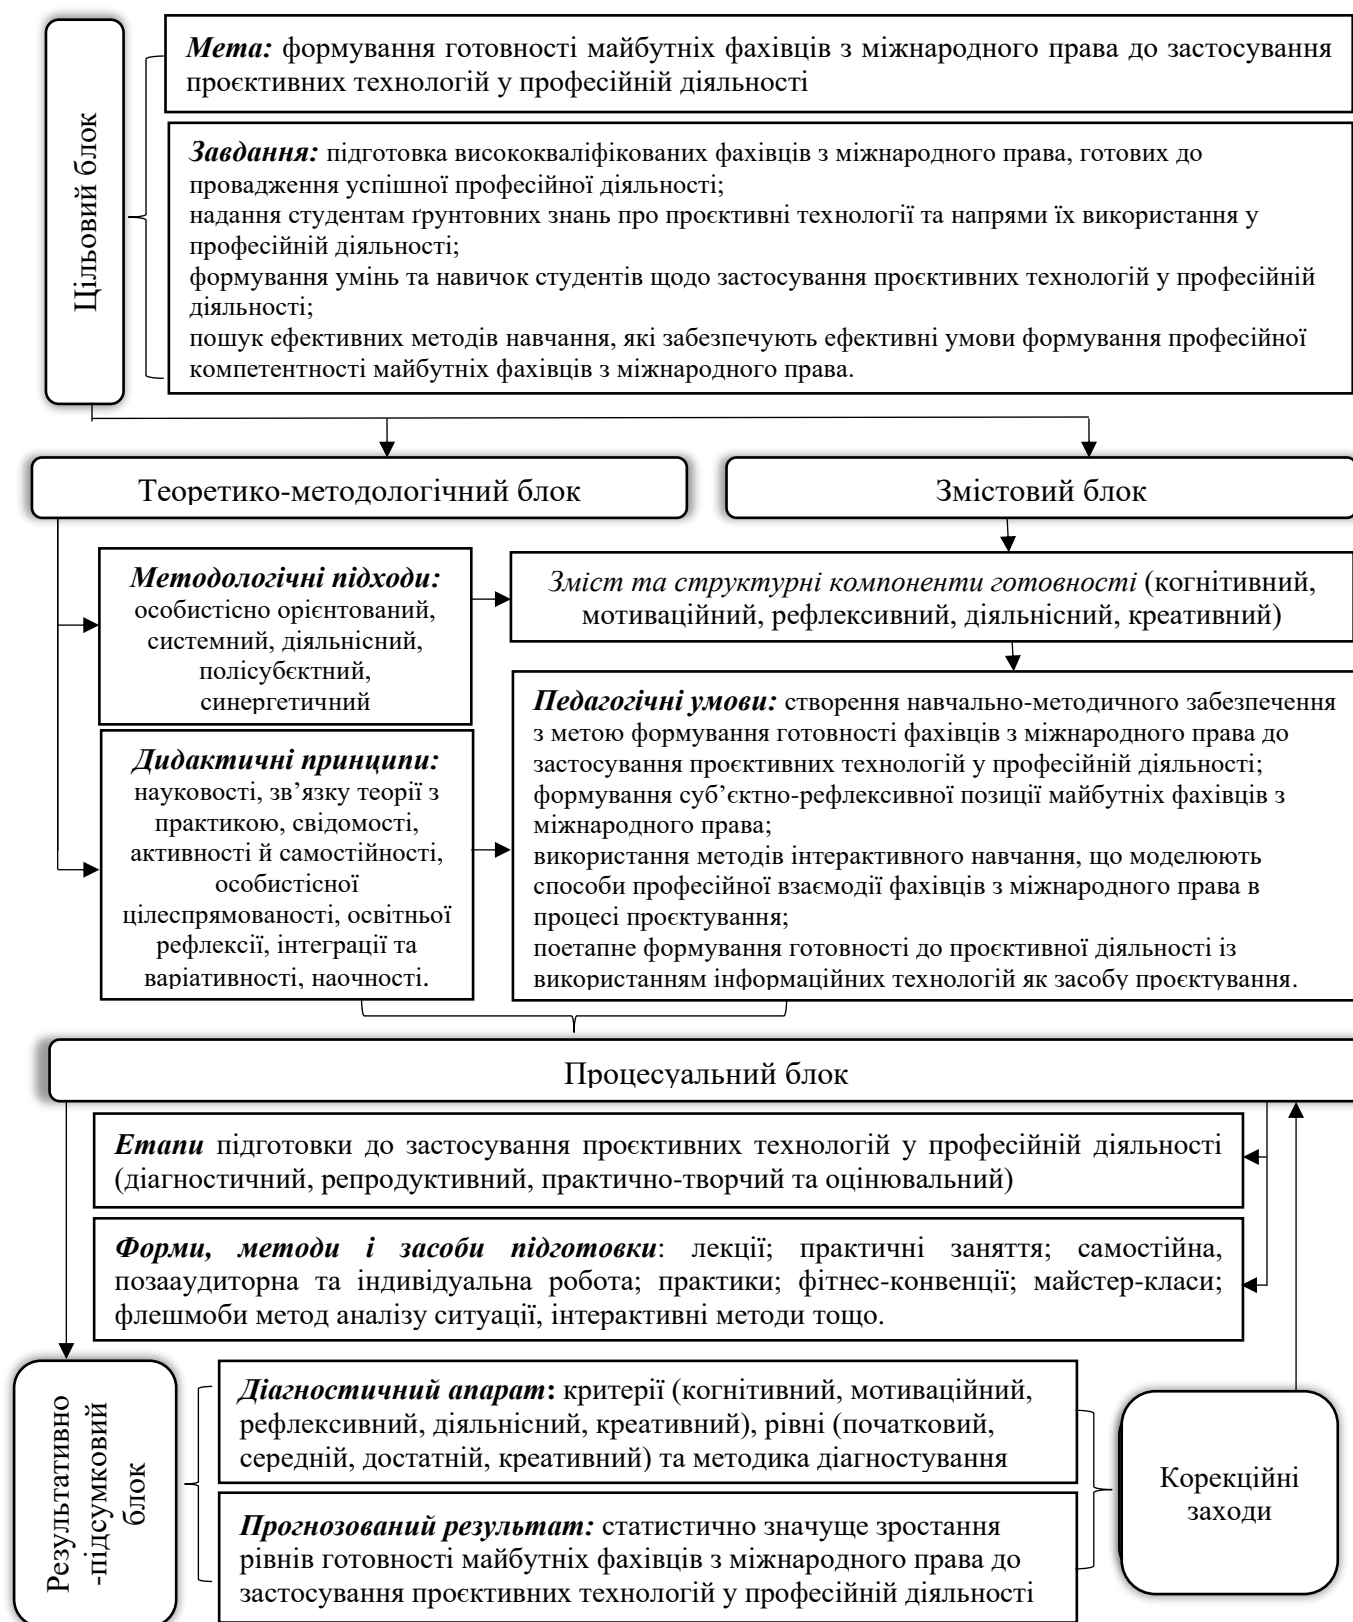 Цільовий блок
Мета: формування готовності майбутніх фахівців з міжнародного права до застосування
проєктивних технологій у професійній діяльності
Завдання: підготовка висококваліфікованих фахівців з міжнародного права, готових до
провадження успішної професійної діяльності;
надання студентам ґрунтовних знань про проєктивні технології та напрями їх використання у
професійній діяльності;
формування умінь та навичок студентів щодо застосування проєктивних технологій у професійній
діяльності;
пошук ефективних методів навчання, які забезпечують ефективні умови формування професійної
компетентності майбутніх фахівців з міжнародного права.
Теоретико-методологічний блок
Змістовий блок
Методологічні підходи:
особистісно орієнтований,
системний, діяльнісний,
полісубєктний,
синергетичний
Зміст та структурні компоненти готовності (когнітивний,
мотиваційний, рефлексивний, діяльнісний, креативний)
Дидактичні принципи:
науковості, зв’язку теорії з
практикою, свідомості,
активності й самостійності,
особистісної
цілеспрямованості, освітньої
рефлексії, інтеграції та
варіативності, наочності.
Педагогічні умови: створення навчально-методичного забезпечення
з метою формування готовності фахівців з міжнародного права до
застосування проєктивних технологій у професійній діяльності;
формування суб’єктно-рефлексивної позиції майбутніх фахівців з
міжнародного права;
використання методів інтерактивного навчання, що моделюють
способи професійної взаємодії фахівців з міжнародного права в
процесі проєктування;
поетапне формування готовності до проєктивної діяльності із
використанням інформаційних технологій як засобу проєктування.
Процесуальний блок
Етапи підготовки до застосування проєктивних технологій у професійній діяльності
(діагностичний, репродуктивний, практично-творчий та оцінювальний)
Форми, методи і засоби підготовки: лекції; практичні заняття; самостійна,
позааудиторна та індивідуальна робота; практики; фітнес-конвенції; майстер-класи;
флешмоби метод аналізу ситуації, інтерактивні методи тощо.
Результативно
-підсумковий
блок
Діагностичний апарат: критерії (когнітивний, мотиваційний,
рефлексивний, діяльнісний, креативний), рівні (початковий,
середній, достатній, креативний) та методика діагностування
Прогнозований результат: статистично значуще зростання
рівнів готовності майбутніх фахівців з міжнародного права до
застосування проєктивних технологій у професійній діяльності
Корекційні
заходи